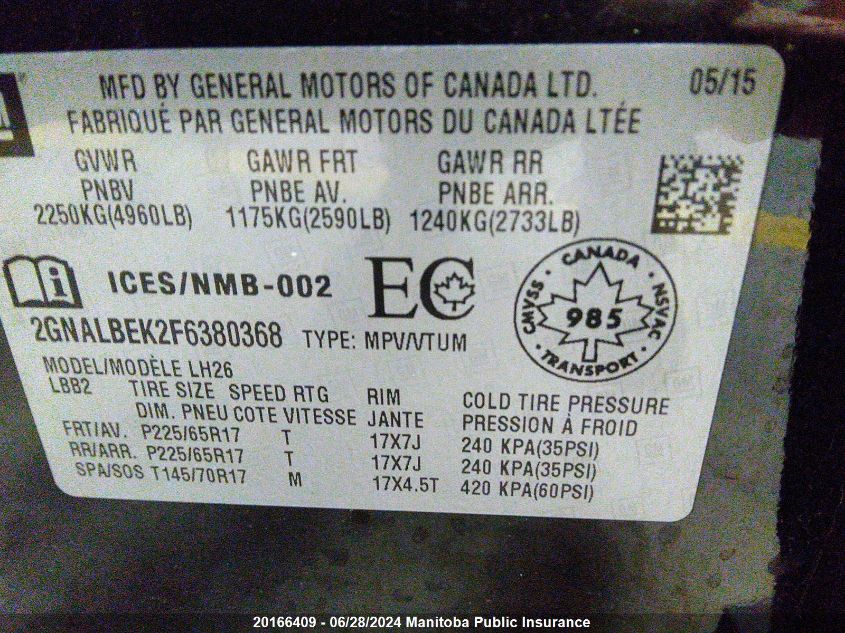 MFD BY GENERAL MOTORS OF CANADA LTD. 05/15
FABRIQUÉ PAR GENERAL MOTORS DU CANADA LTÉE
GVWR GAWR FRT GAWR RR
PNBV PNBE AV. PNBE ARR.
2250KG(4960LB) 1175KG(2590LB) 1240KG(2733LB)
ICES/NMB-002 EC
CANADA
CMVSS 985 NSVAC
TRANSPORT
2GNALBEK2F6380368 TYPE: MPV/VTUM
MODEL/MODÈLE LH26
LBB2 TIRE SIZE SPEED RTG RIM COLD TIRE PRESSURE
DIM. PNEU COTE VITESSE JANTE PRESSION À FROID
FRT/AV. P225/65R17 T 17X7J 240 KPA(35PSI)
RR/ARR. P225/65R17 T 17X7J 240 KPA(35PSI)
SPA/SOS T145/70R17 M 17X4.5T 420 KPA(60PSI)
20166409 - 06/28/2024 Manitoba Public Insurance